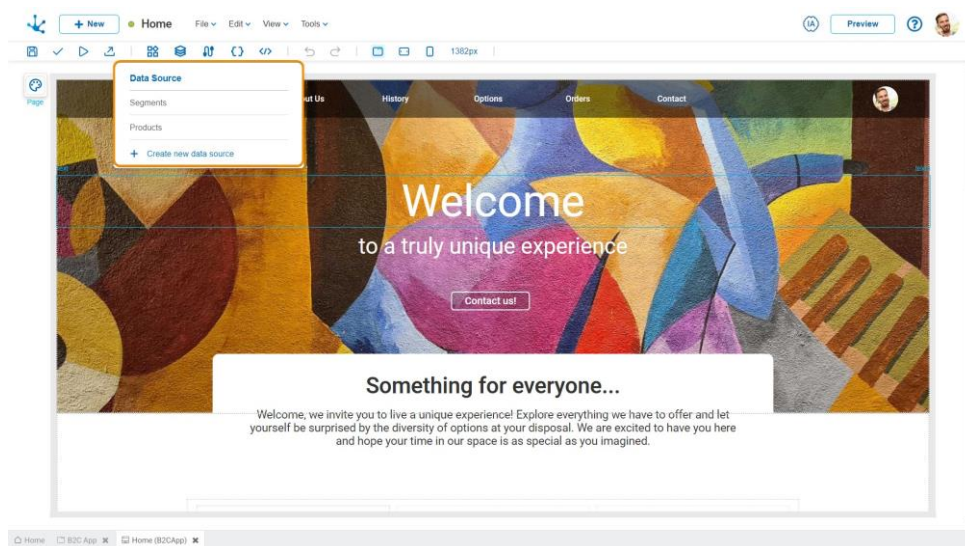 + New
Home
File
Edit
View
Tools
IA
Preview
?
1382px
Page
Data Source
Segments
Products
+ Create new data source
ut Us
History
Options
Orders
Contact
Welcome
to a truly unique experience
Contact us!
Something for everyone...
Welcome, we invite you to live a unique experience! Explore everything we have to offer and let
yourself be surprised by the diversity of options at your disposal. We are excited to have you here
and hope your time in our space is as special as you imagined.
Home
B2C App
Home (B2CApp)